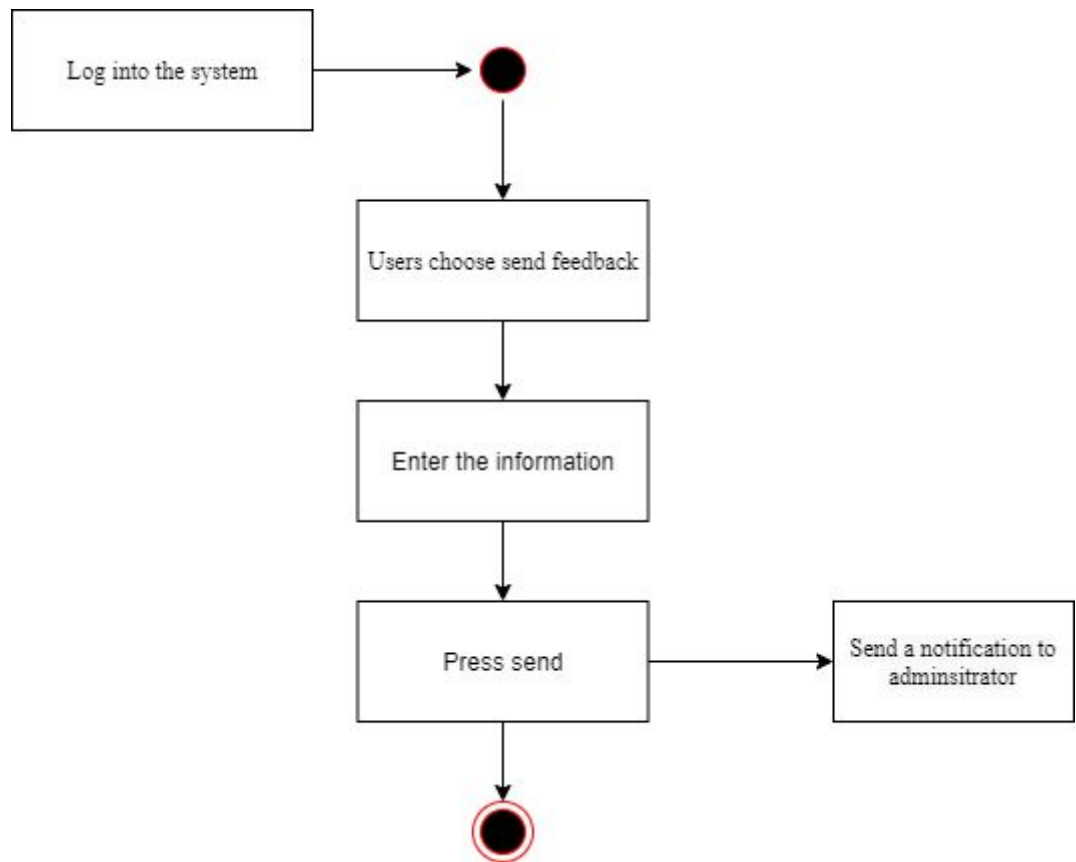 Log into the system
Users choose send feedback
Enter the information
Press send
Send a notification to
adminsitrator